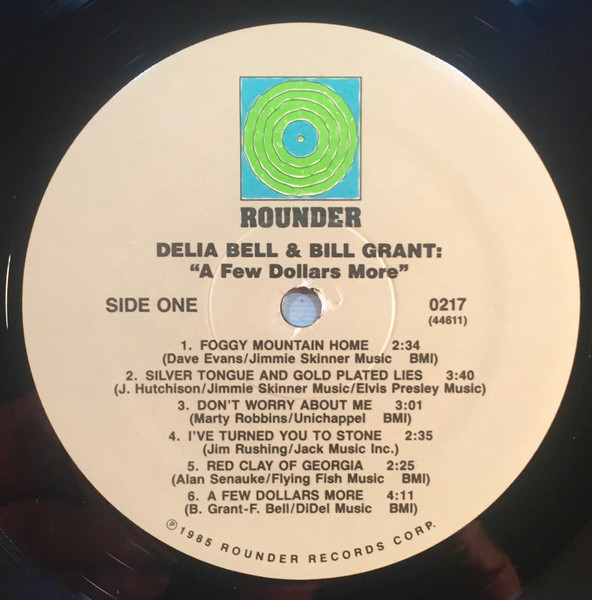 ROUNDER
DELIA BELL & BILL GRANT:
"A Few Dollars More"
SIDE ONE 0217
(44611)
1. FOGGY MOUNTAIN HOME 2:34
(Dave Evans/Jimmie Skinner Music BMI)
2. SILVER TONGUE AND GOLD PLATED LIES 3:40
(J. Hutchison/Jimmie Skinner Music/Elvis Presley Music)
3. DON'T WORRY ABOUT ME 3:01
(Marty Robbins/Unichappel BMI)
4. I'VE TURNED YOU TO STONE 2:35
(Jim Rushing/Jack Music Inc.)
5. RED CLAY OF GEORGIA 2:25
(Alan Senauke/Flying Fish Music BMI)
6. A FEW DOLLARS MORE 4:11
(B. Grant-F. Bell/DiDel Music BMI)
℗1985 ROUNDER RECORDS CORP.